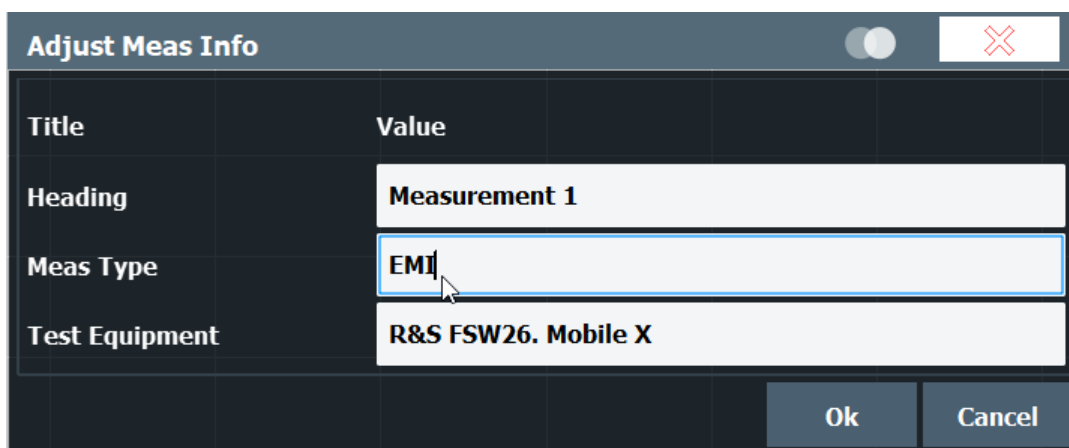 Adjust Meas Info
Title Value
Heading Measurement 1
Meas Type EMI
Test Equipment R&S FSW26. Mobile X
Ok Cancel